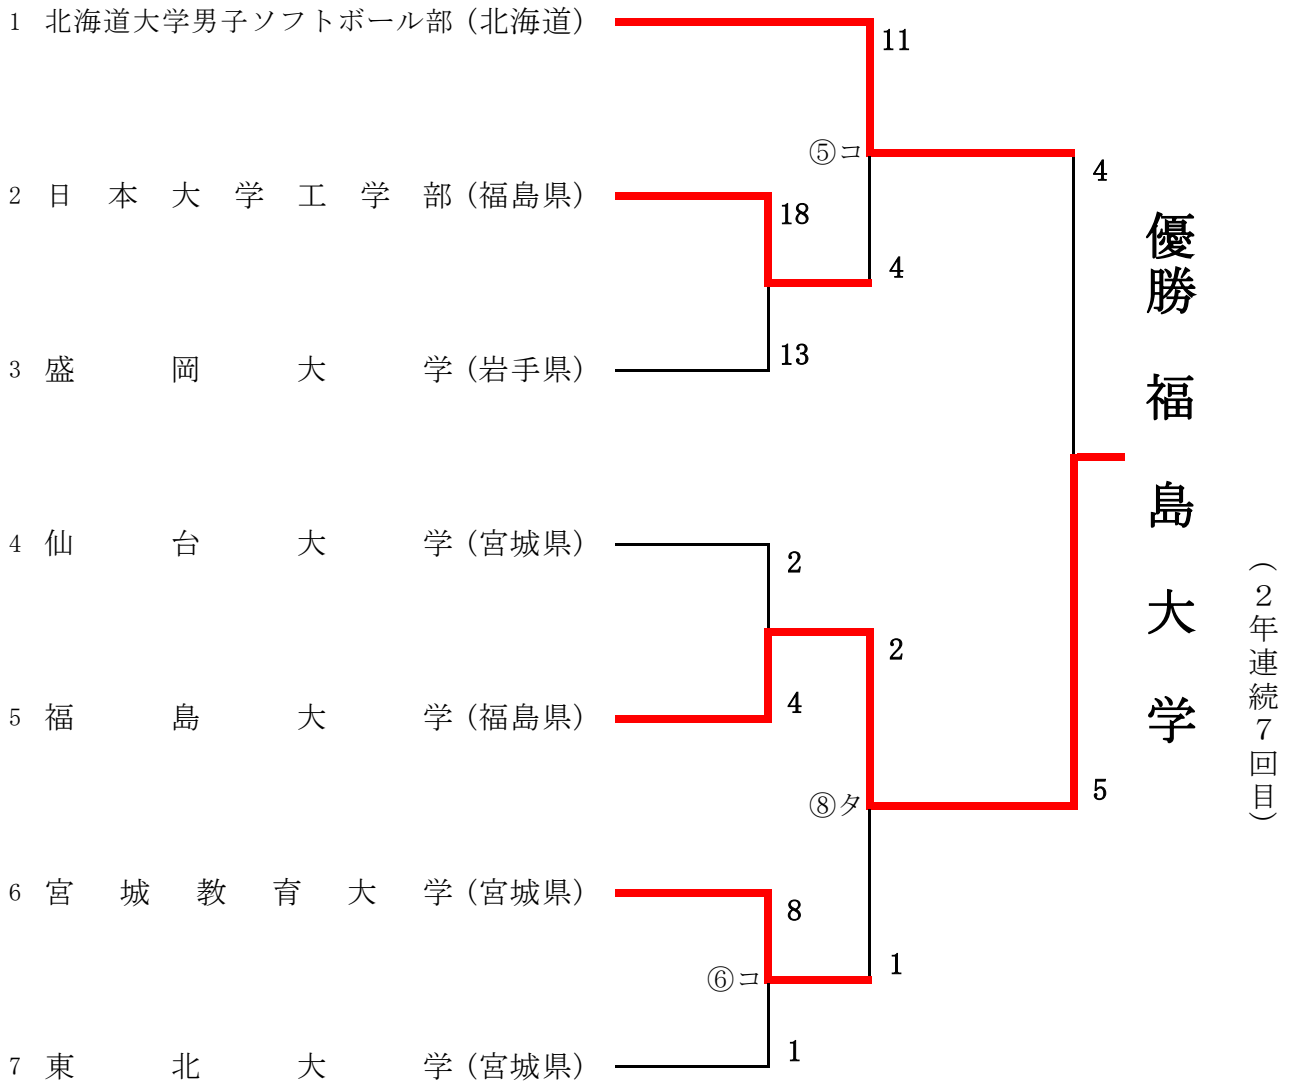 1 北海道大学男子ソフトボール部（北海道）
11
⑤コ
4
2 日本大学工学部（福島県）
18
4
3 盛岡大学（岩手県）
13
4 仙台大学（宮城県）
2
2
5 福島大学（福島県）
4
⑧タ
5
6 宮城教育大学（宮城県）
8
1
⑥コ
7 東北大学（宮城県）
1
優勝 福島大学
（２年連続７回目）